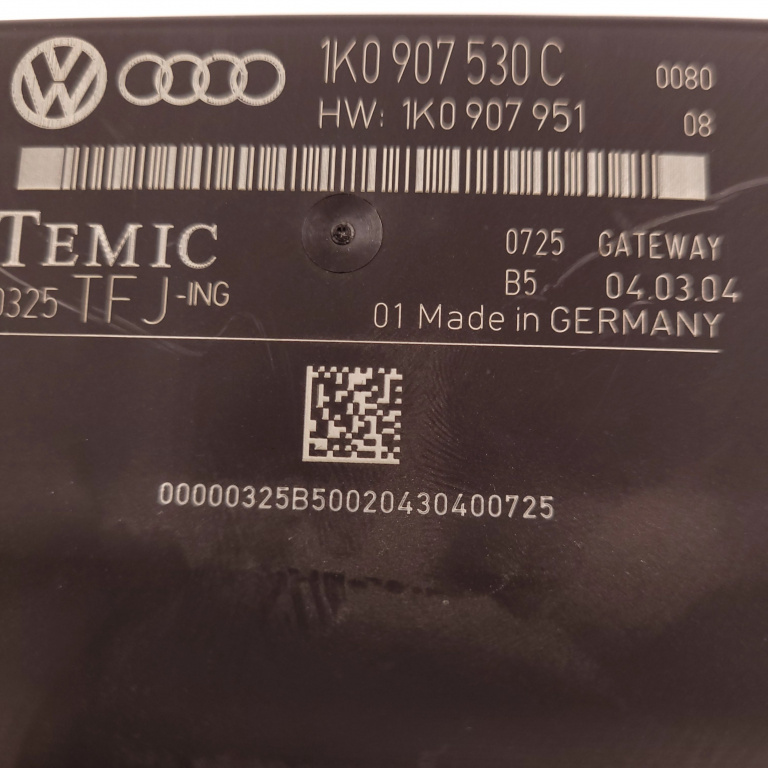 1K0 907 530 C 0080
HW: 1K0 907 951 08
TEMIC
0725 GATEWAY
0325 TFJ-ING B5 04.03.04
01 Made in GERMANY
00000325B50020430400725